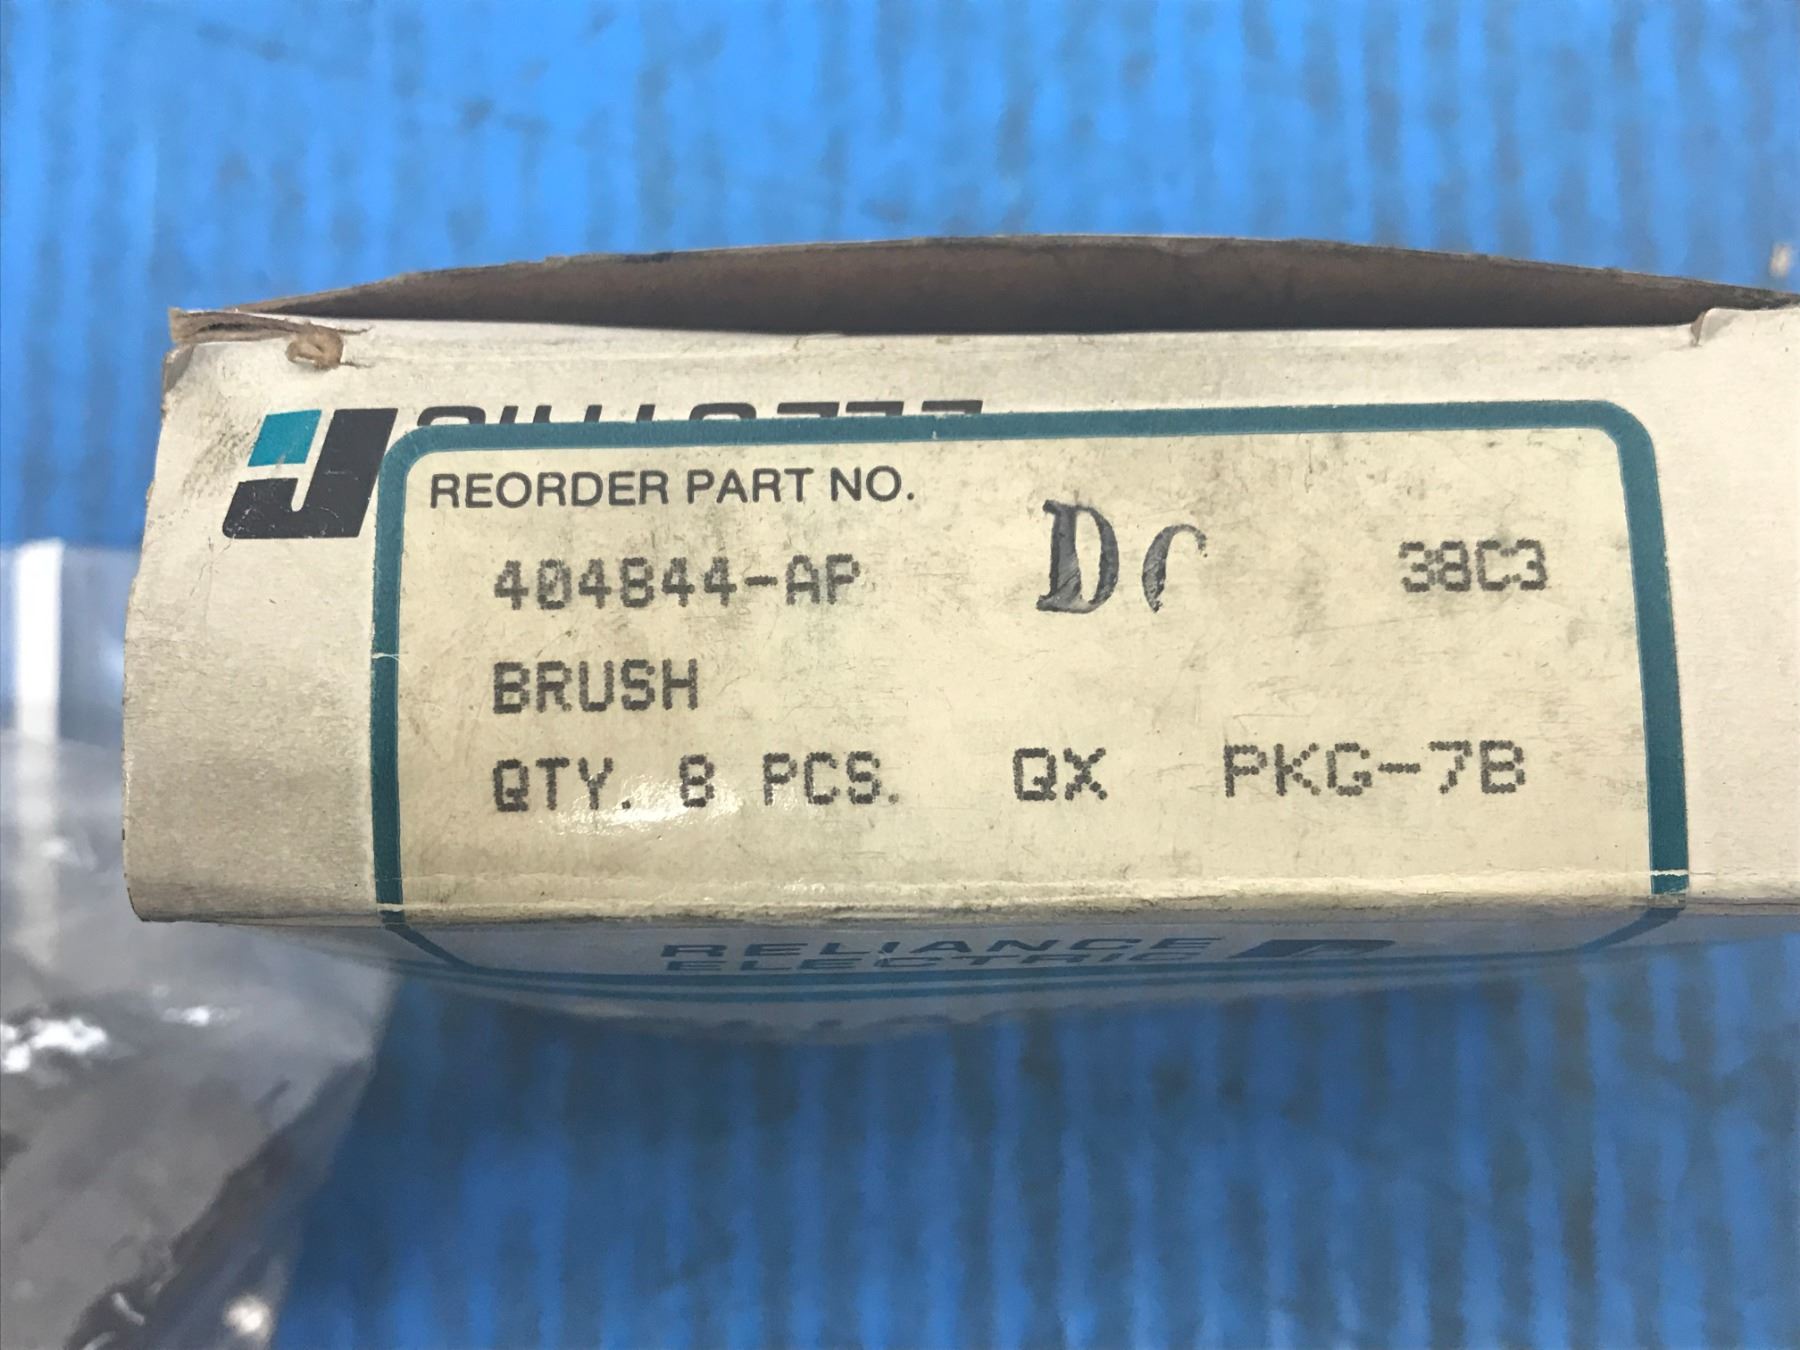 REORDER PART NO.
404844-AP DC 38C3
BRUSH
QTY. 8 PCS. QX PKG-7B
RELIANCE
ELECTRIC